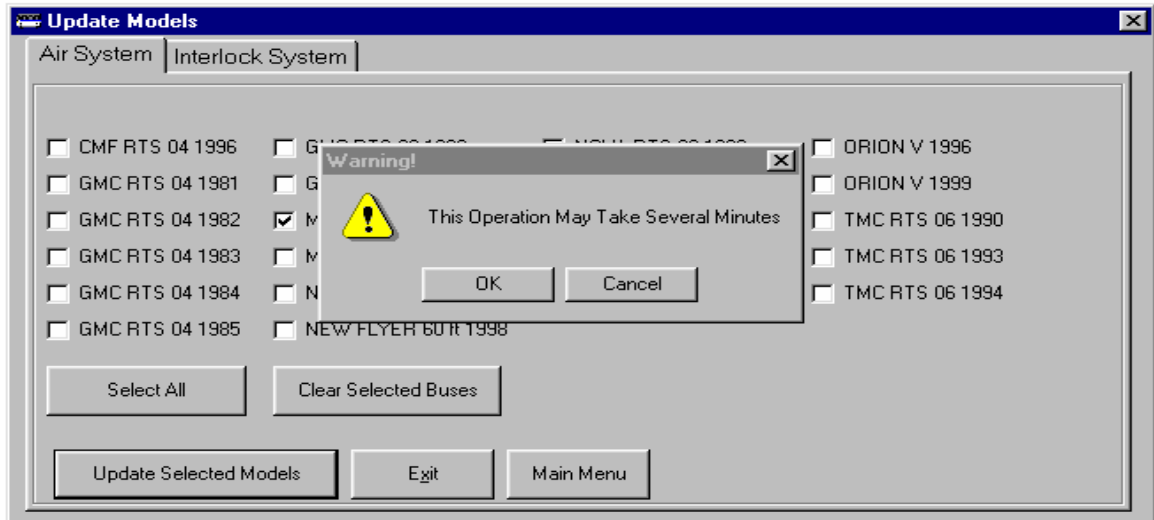 Update Models
Air System Interlock System
CMF RTS 04 1996
GMC RTS 04 1981
GMC RTS 04 1982
GMC RTS 04 1983
GMC RTS 04 1984
GMC RTS 04 1985
NEW FLYER 60 ft 1998
ORION V 1996
ORION V 1999
TMC RTS 06 1990
TMC RTS 06 1993
TMC RTS 06 1994
Warning!
This Operation May Take Several Minutes
OK Cancel
Select All Clear Selected Buses
Update Selected Models Exit Main Menu